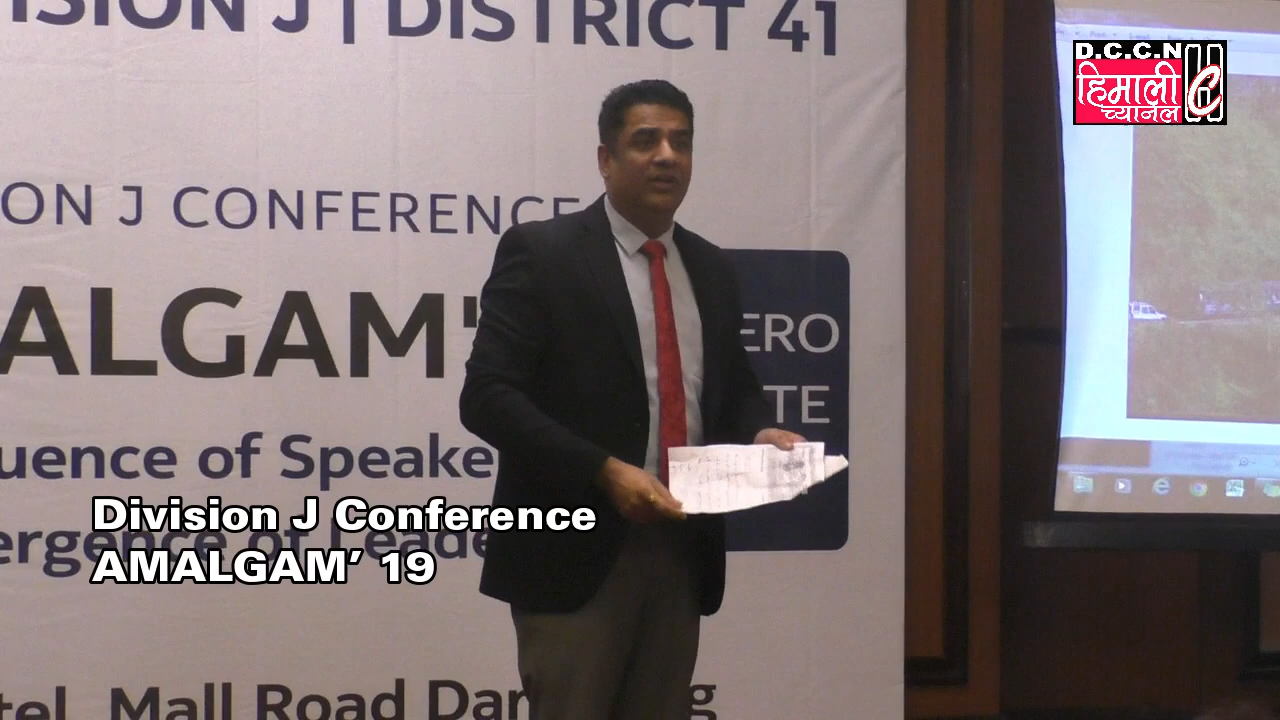 ISION J | DISTRICT 41
D.C.C.N
हिमाली
च्यानल
ON J CONFERENCE
ALGAM'
ERO
TE
uence of Speake
Division J Conference
AMALGAM’ 19
ergence of Leade
tel, Mall Road Dar
g